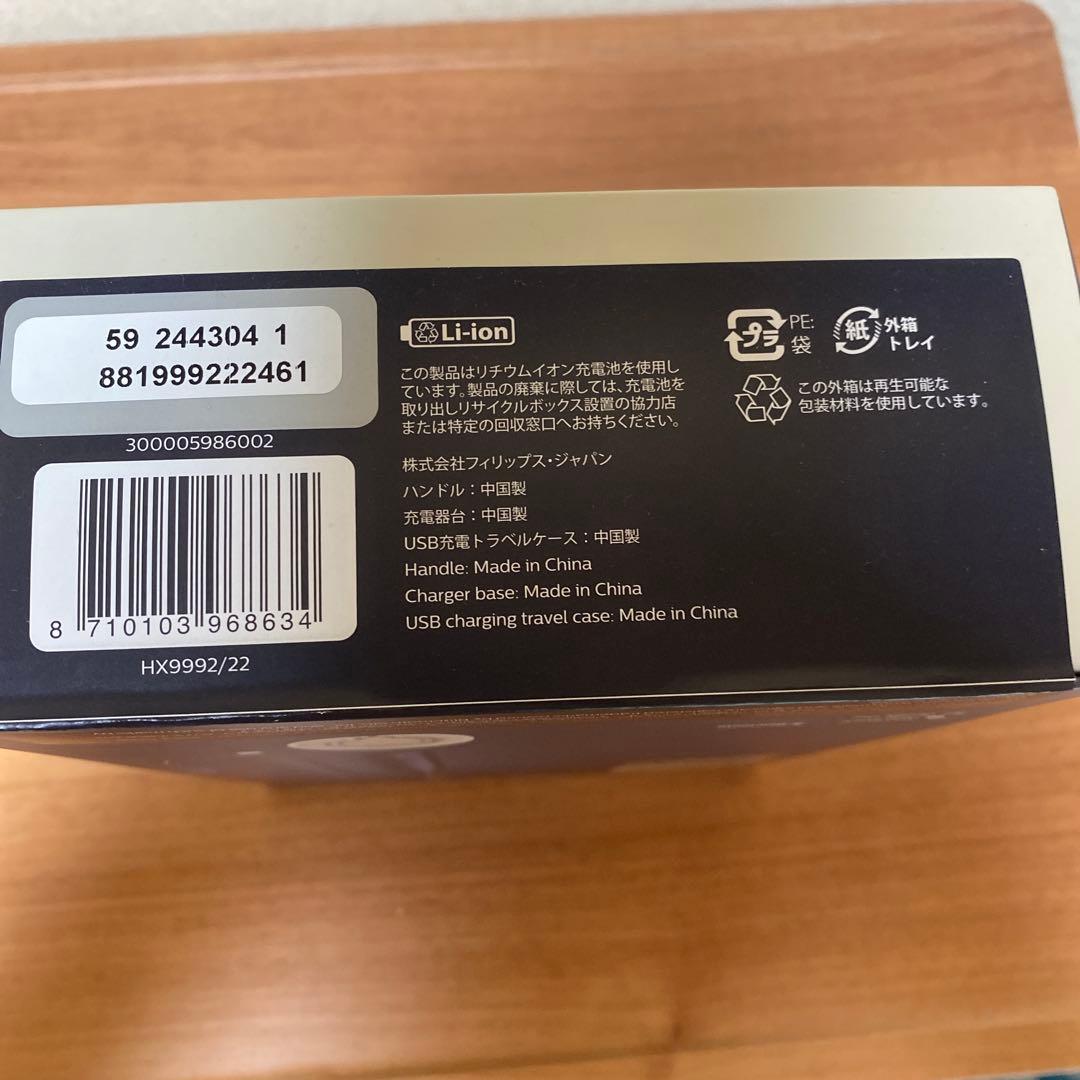 59 244304 1
881999222461
300005986002
8 710103 968634
HX9992/22
Li-ion
この製品はリチウムイオン充電池を使用し
ています。製品の廃棄に際しては、充電池を
取り出しリサイクルボックス設置の協力店
または特定の回収窓口へお持ちください。
株式会社フィリップス・ジャパン
ハンドル：中国製
充電器台：中国製
USB充電トラベルケース：中国製
Handle: Made in China
Charger base: Made in China
USB charging travel case: Made in China
プラ
PE:
袋
紙
外箱
トレイ
この外箱は再生可能な
包装材料を使用しています。